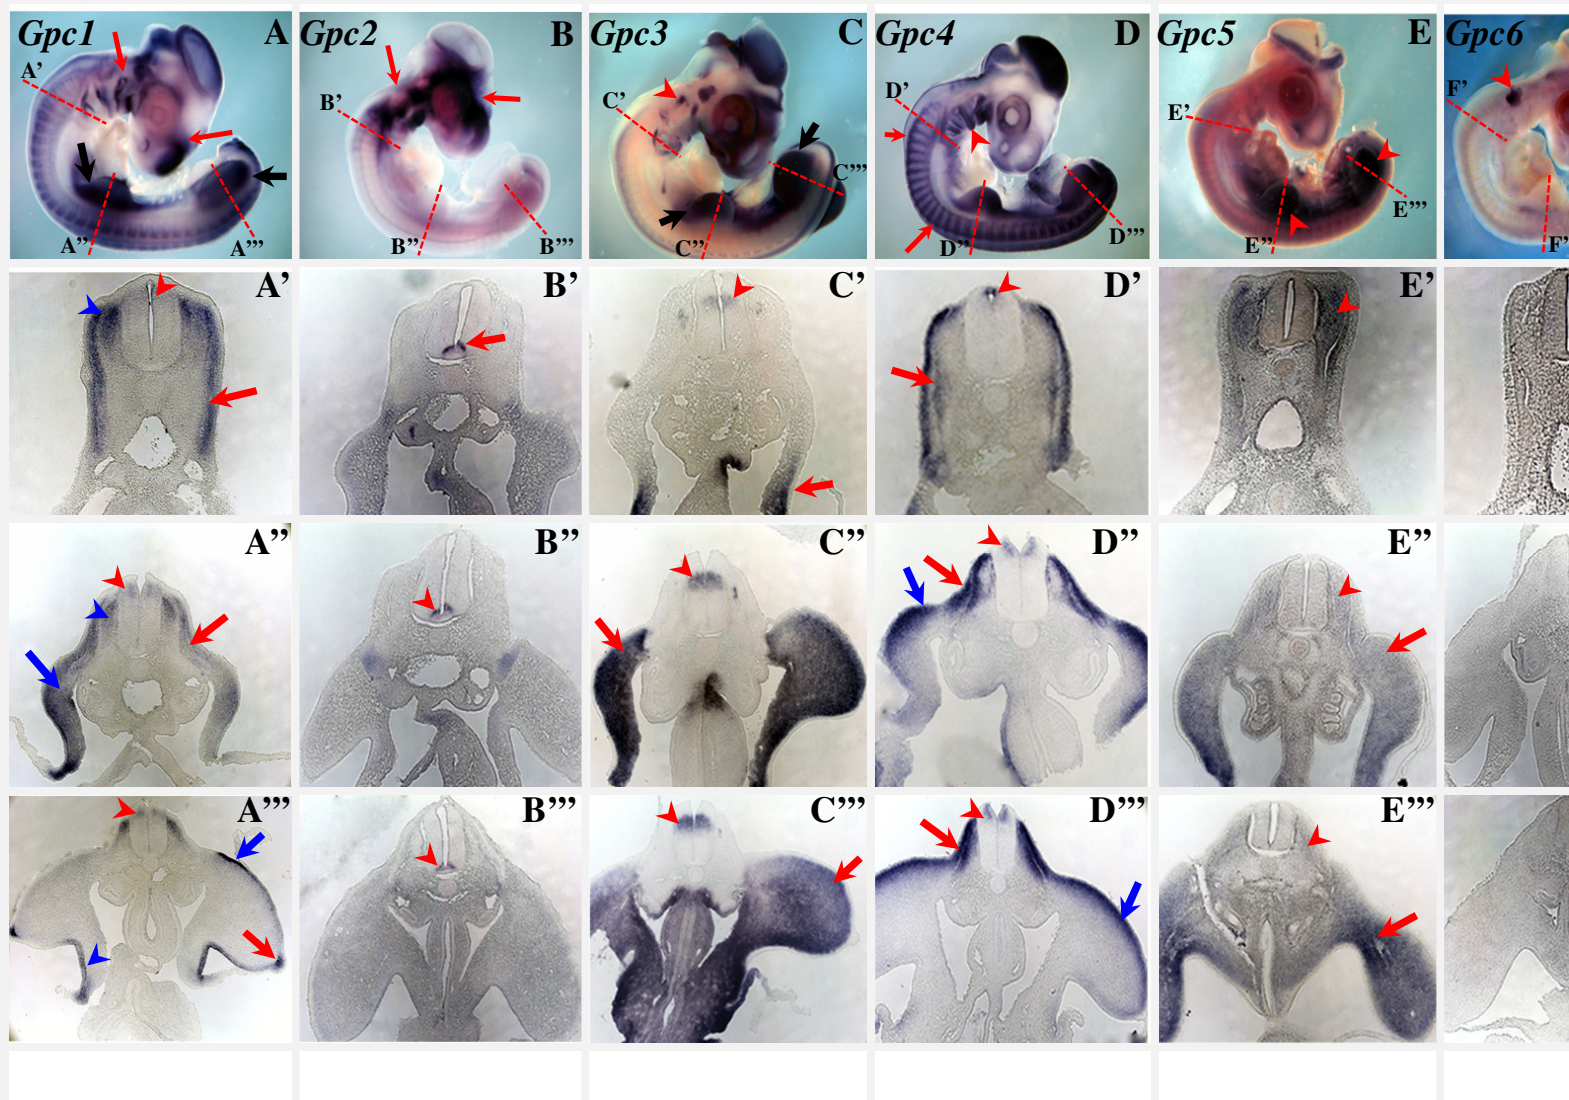 Gpc1 A
A'
A''
A'''
Gpc2 B
B'
B''
B'''
Gpc3 C
C'
C''
C'''
Gpc4 D
D'
D''
D'''
Gpc5 E
E'
E''
E'''
Gpc6
F'
F''
A' B' C' D' E'
A'' B'' C'' D'' E''
A''' B''' C''' D''' E'''